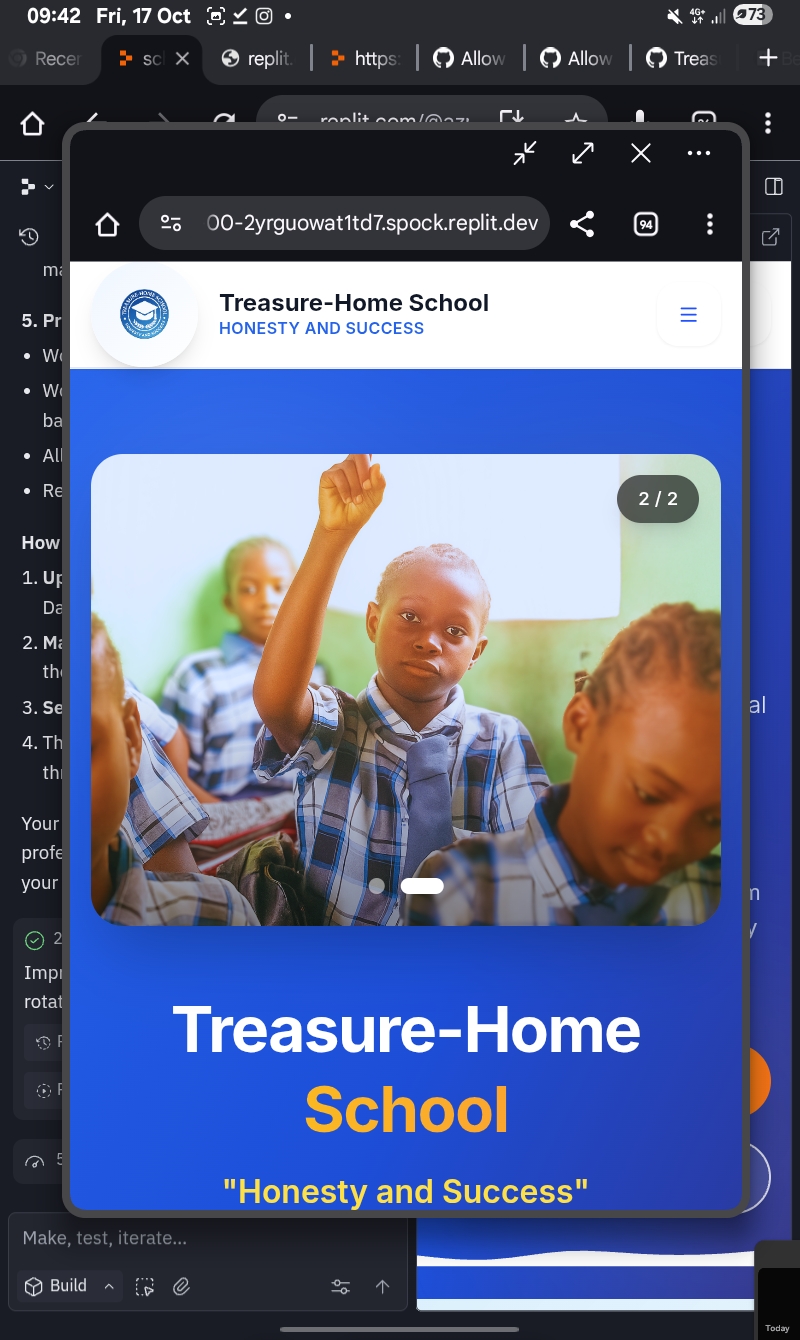 09:42 Fri, 17 Oct
4G+
73
Recen
sc
replit.
https:
Allow
Allow
Treas
replit.com/@azu
00-2yrguowat1td7.spock.replit.dev
94
Treasure-Home School
HONESTY AND SUCCESS
ma
5. Pr
Wo
Wo
ba
All
Re
How
1. Up
Da
2. Ma
the
3. Se
4. Th
thr
Your
profe
your
2
Impr
rotat
5
2 / 2
al
m
y
Treasure-Home
School
"Honesty and Success"
Make, test, iterate...
Build
Today